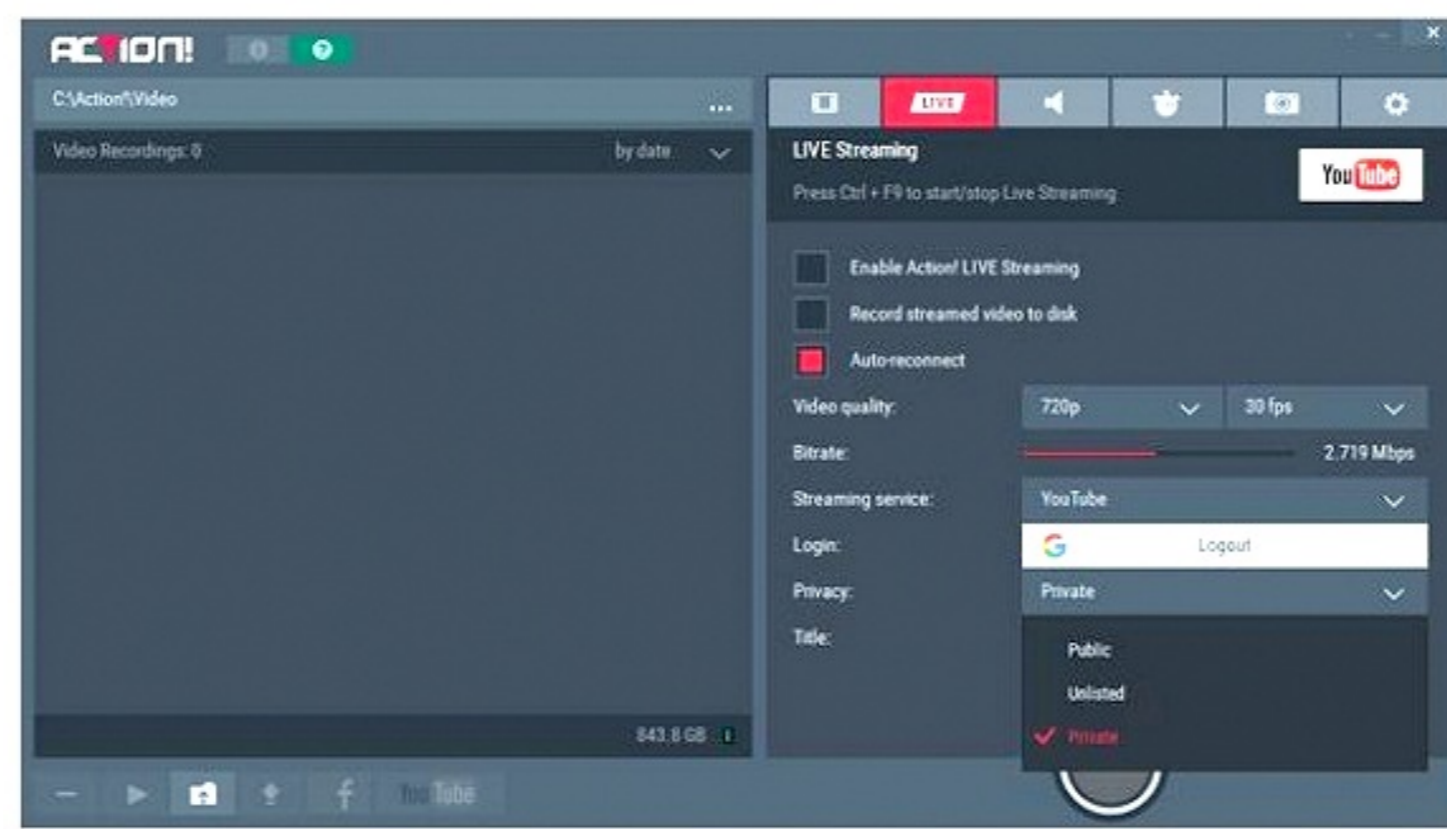 ACTION!
C:\Action!\Video
...
Video Recordings: 0 by date
843.8 GB
You Tube
LIVE
LIVE Streaming
Press Ctrl + F9 to start/stop Live Streaming
YouTube
Enable Action! LIVE Streaming
Record streamed video to disk
Auto-reconnect
Video quality: 720p 30 fps
Bitrate: 2.719 Mbps
Streaming service: YouTube
Login: Logout
Privacy: Private
Title:
Public
Unlisted
Private